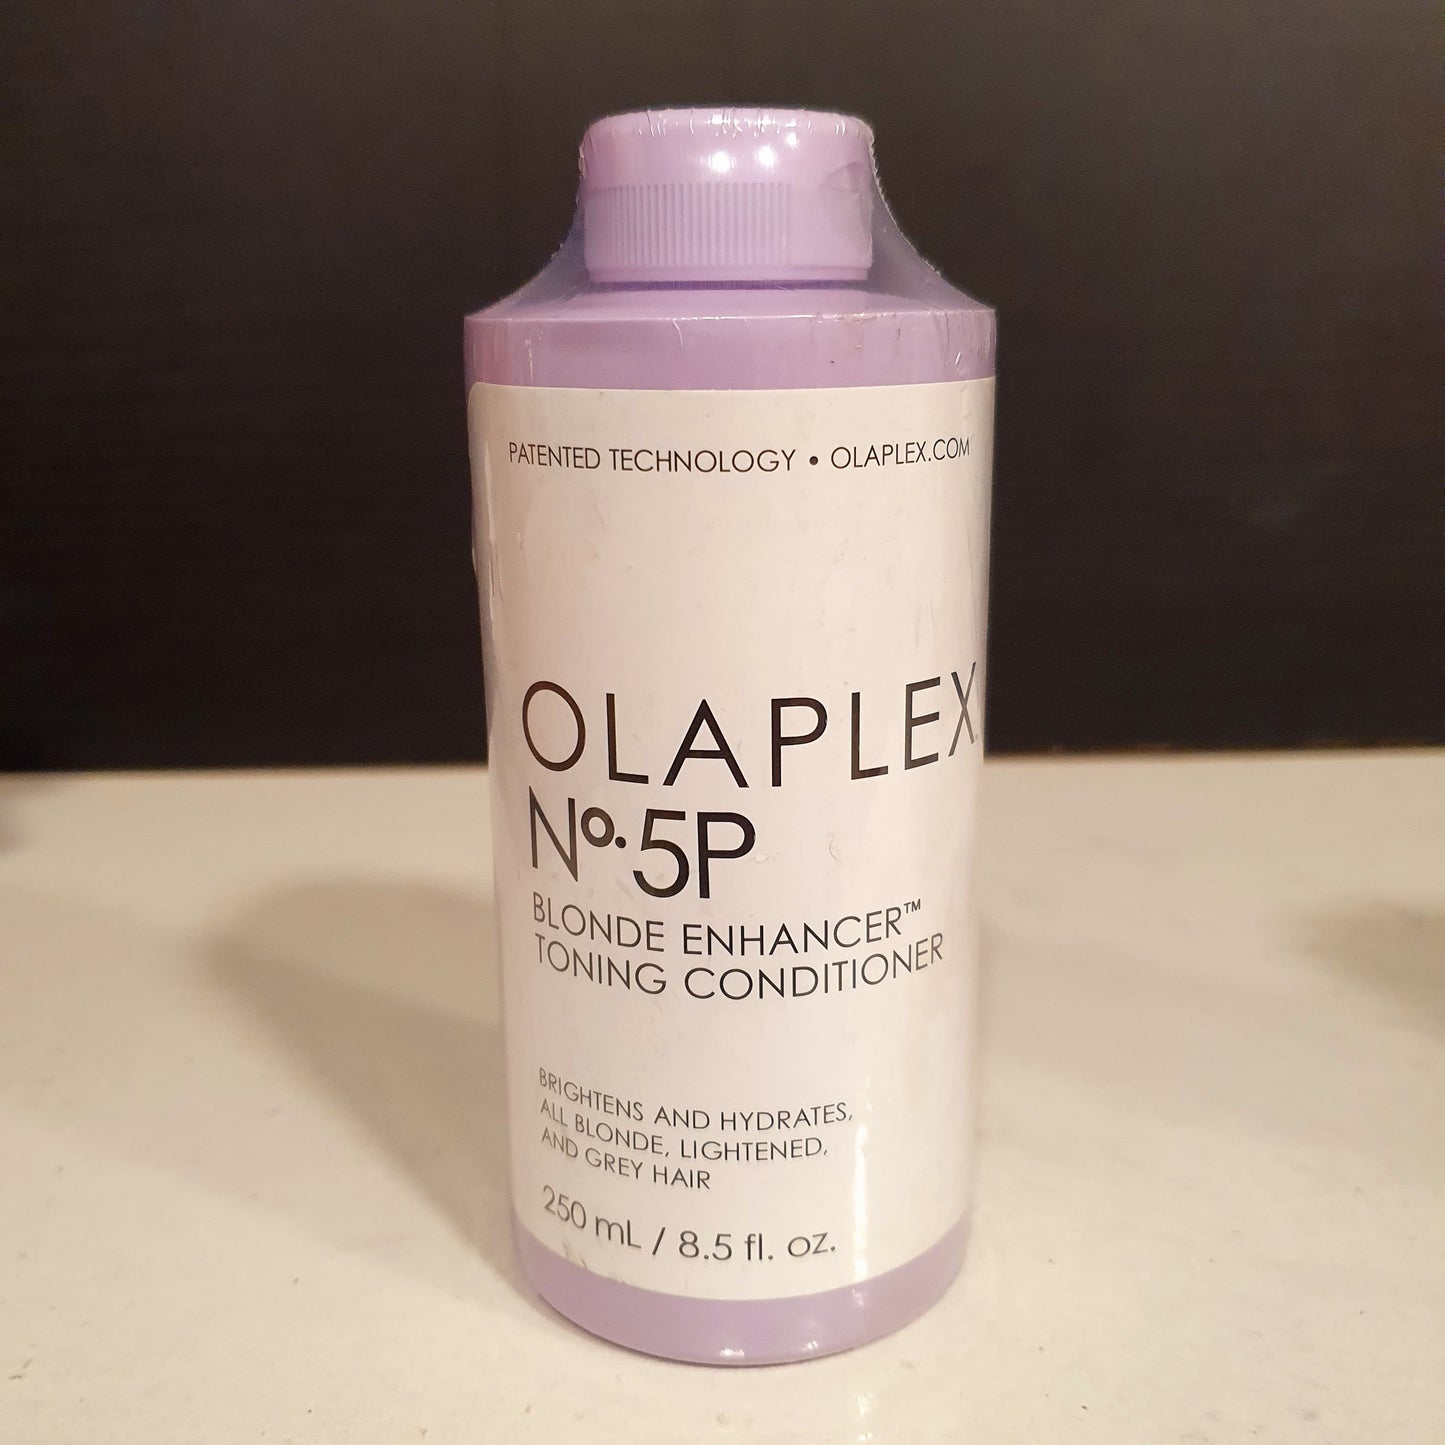 PATENTED TECHNOLOGY • OLAPLEX.COM
OLAPLEX.
Nº.5P
BLONDE ENHANCER™
TONING CONDITIONER
BRIGHTENS AND HYDRATES,
ALL BLONDE, LIGHTENED,
AND GREY HAIR
250 mL / 8.5 fl. oz.